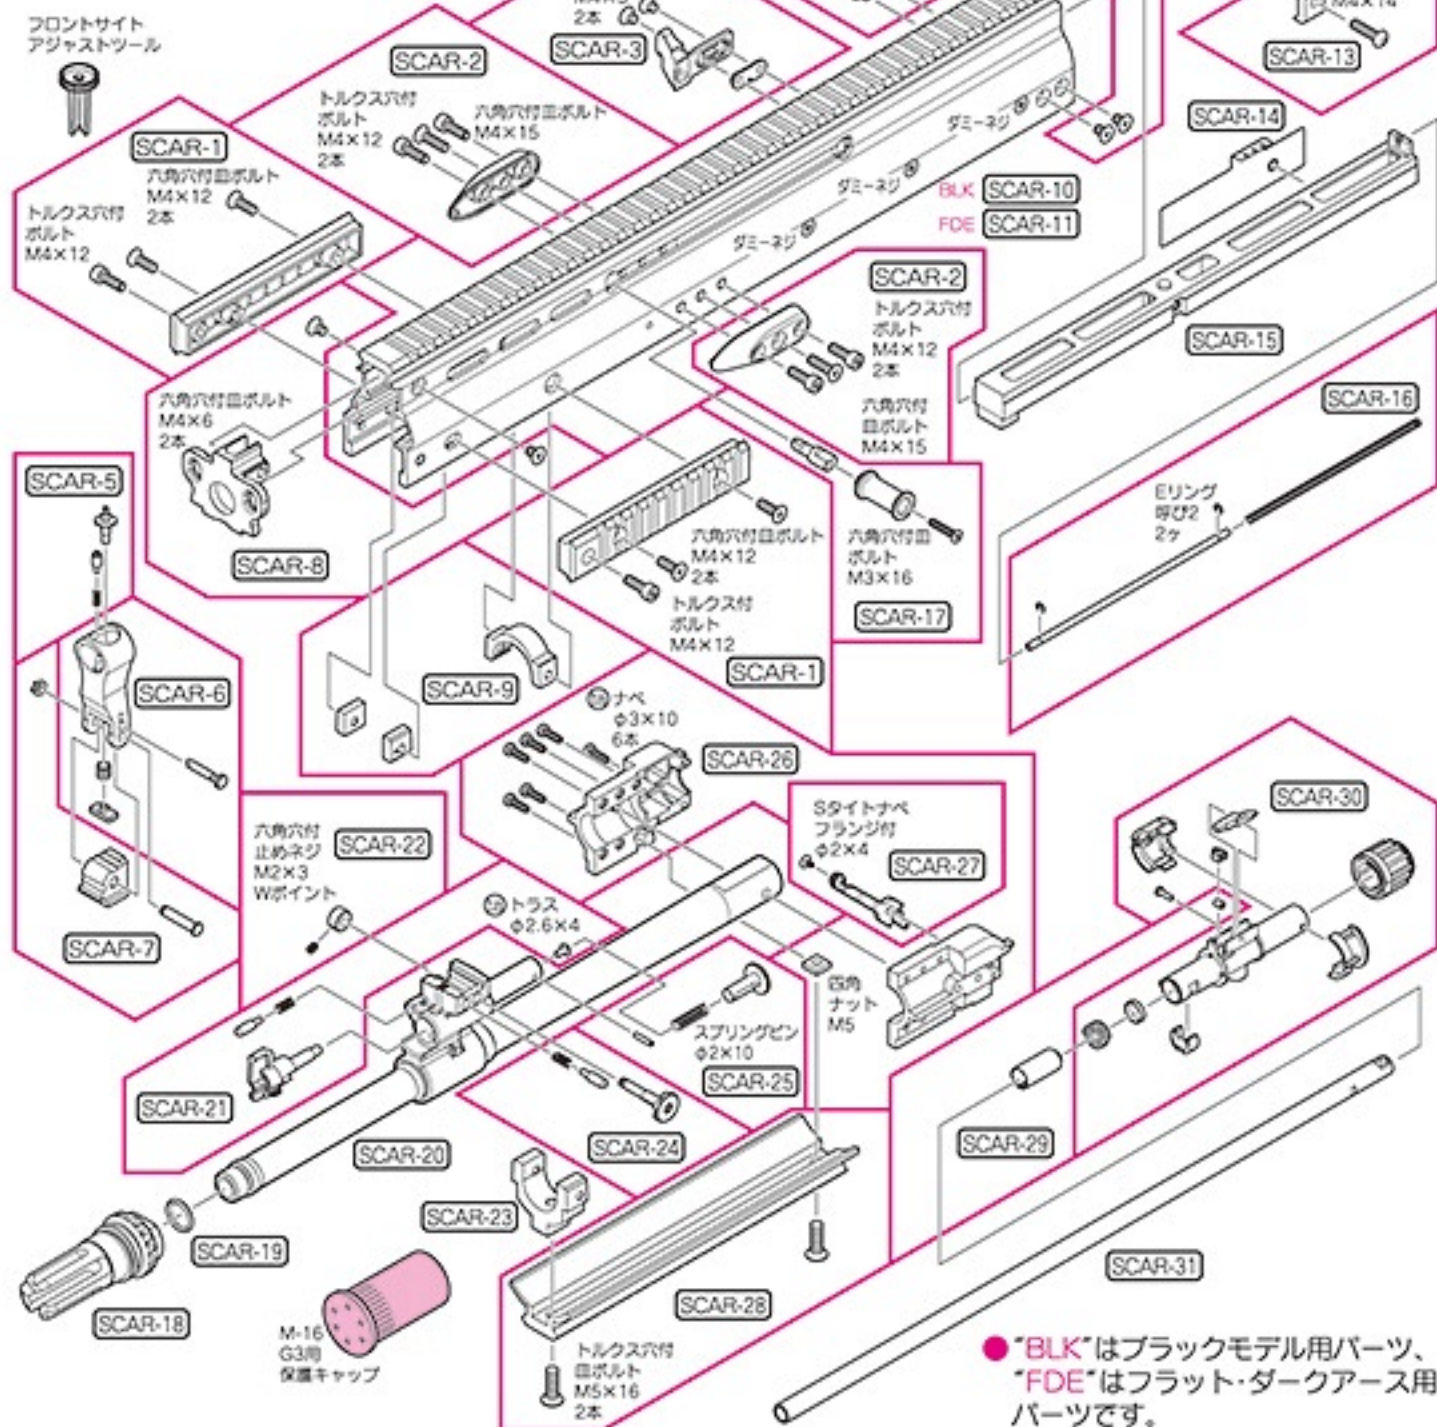 フロントサイト
アジャストツール
2本
SCAR-3
M4×14
SCAR-13
SCAR-2
トルクス穴付
ボルト
M4×12
2本
六角穴付皿ボルト
M4×15
SCAR-1
六角穴付皿ボルト
M4×12
2本
トルクス穴付
ボルト
M4×12
ダミーネジ
ダミーネジ
ダミーネジ
BLK SCAR-10
FDE SCAR-11
SCAR-14
SCAR-15
SCAR-2
トルクス穴付
ボルト
M4×12
2本
六角穴付
皿ボルト
M4×15
SCAR-16
Eリング
呼び2
2ヶ
六角穴付皿ボルト
M4×6
2本
SCAR-8
SCAR-5
SCAR-6
SCAR-7
六角穴付皿ボルト
M4×12
2本
トルクス付
ボルト
M4×12
SCAR-1
六角穴付皿
ボルト
M3×16
SCAR-17
SCAR-9
ナベ
φ3×10
6本
SCAR-26
Sタイトナベ
フランジ付
φ2×4
SCAR-27
SCAR-30
六角穴付
止めネジ
M2×3
Wポイント
SCAR-22
トラス
φ2.6×4
四角
ナット
M5
スプリングピン
φ2×10
SCAR-25
SCAR-21
SCAR-20
SCAR-24
SCAR-29
SCAR-23
SCAR-19
SCAR-18
SCAR-28
SCAR-31
M-16
G3用
保護キャップ
トルクス穴付
皿ボルト
M5×16
2本
●"BLK"はブラックモデル用パーツ、
"FDE"はフラット・ダークアース用
パーツです。